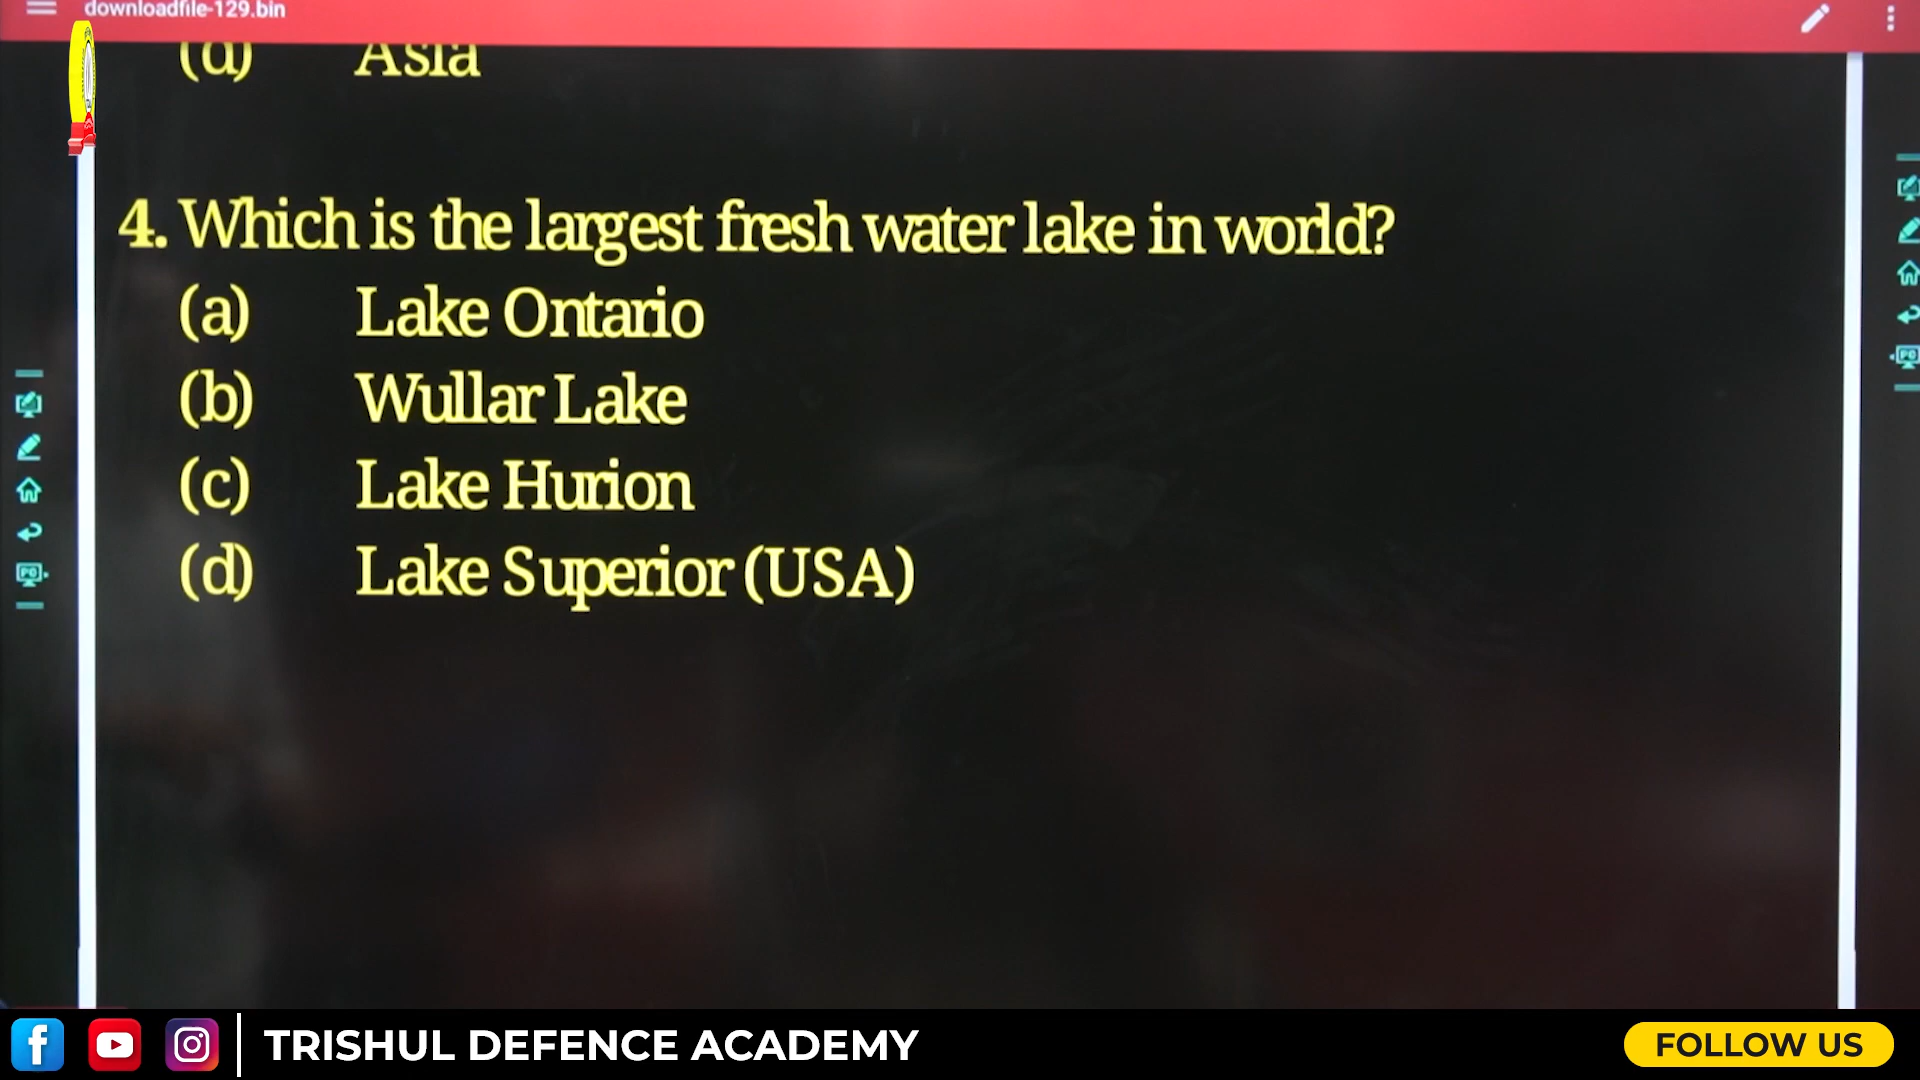 downloadfile-129.bin
(d) Asia
4. Which is the largest fresh water lake in world?
(a) Lake Ontario
(b) Wullar Lake
(c) Lake Hurion
(d) Lake Superior (USA)
TRISHUL DEFENCE ACADEMY
FOLLOW US